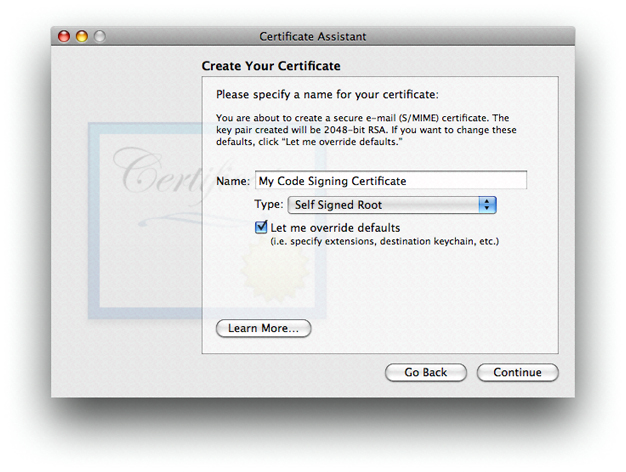 Certificate Assistant
Create Your Certificate
Please specify a name for your certificate:
You are about to create a secure e-mail (S/MIME) certificate. The
key pair created will be 2048-bit RSA. If you want to change these
defaults, click “Let me override defaults.”
Certif
Name: My Code Signing Certificate
Type: Self Signed Root
Let me override defaults
(i.e. specify extensions, destination keychain, etc.)
Learn More...
Go Back Continue